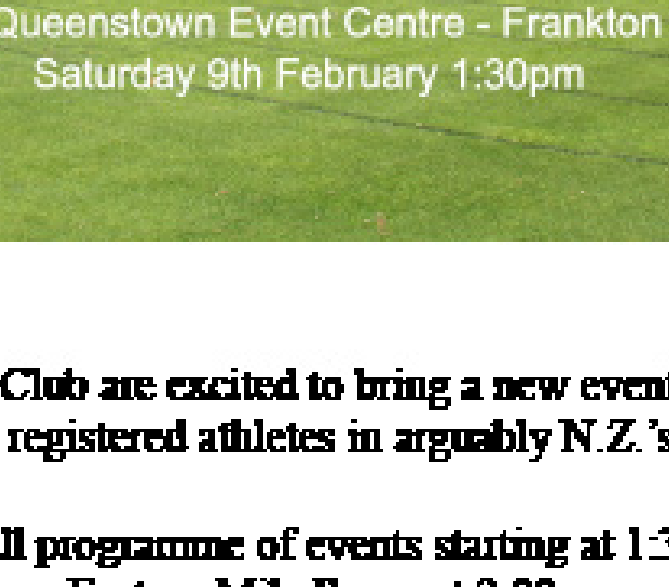 Queenstown Event Centre - Frankton
Saturday 9th February 1:30pm
Club are excited to bring a new event
registered athletes in arguably N.Z.'s
ll programme of events starting at 1:3